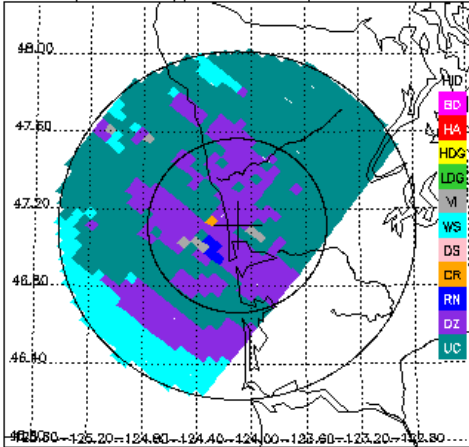 48.00
47.60
47.20
46.80
46.40
-125.20
-124.80
-124.40
-124.00
-123.60
-123.20
-122.80
HID
BD
HA
HDG
LDG
VI
WS
DS
CR
RN
DZ
UC